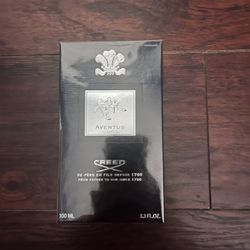 AVENTUS
CREED
DE PÈRE EN FILS DEPUIS 1760
FROM FATHER TO SON SINCE 1760
100 ML 3.3 FL.OZ.